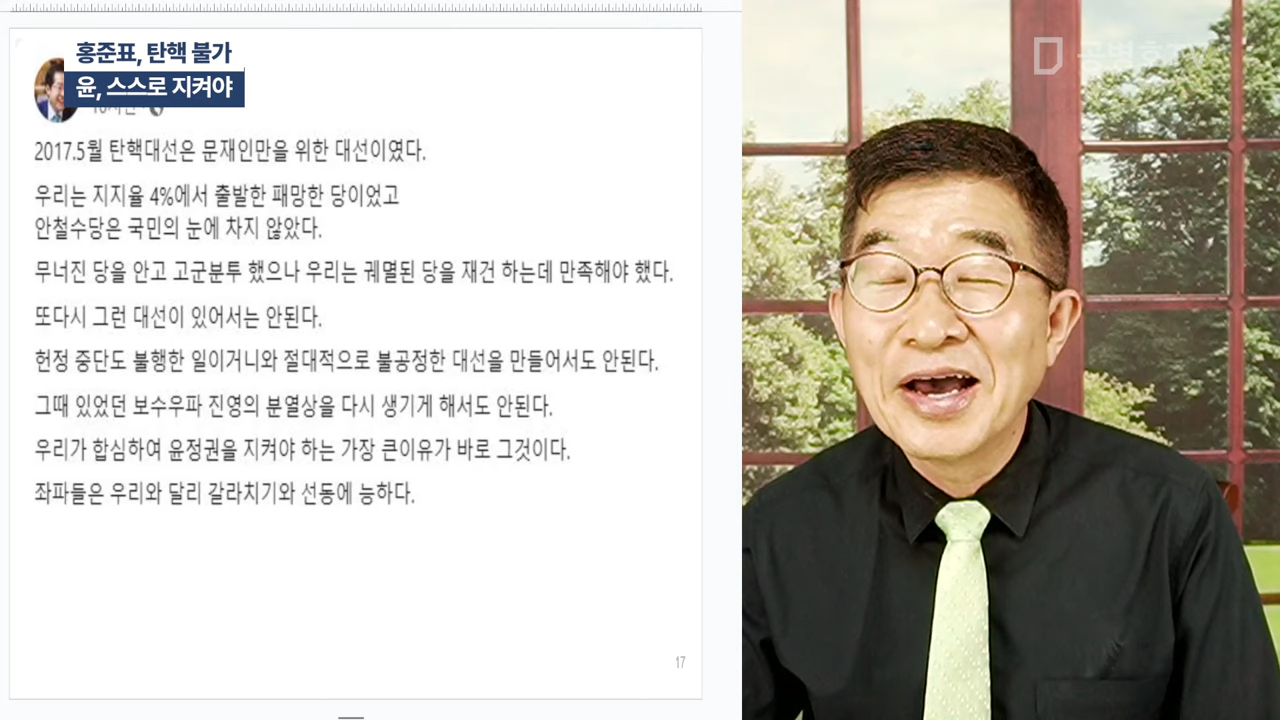 홍준표, 탄핵 불가
윤, 스스로 지켜야
2017.5월 탄핵대선은 문재인만을 위한 대선이였다.
우리는 지지율 4%에서 출발한 패망한 당이었고
안철수당은 국민의 눈에 차지 않았다.
무너진 당을 안고 고군분투 했으나 우리는 궤멸된 당을 재건 하는데 만족해야 했다.
또다시 그런 대선이 있어서는 안된다.
헌정 중단도 불행한 일이거니와 절대적으로 불공정한 대선을 만들어서도 안된다.
그때 있었던 보수우파 진영의 분열상을 다시 생기게 해서도 안된다.
우리가 합심하여 윤정권을 지켜야 하는 가장 큰이유가 바로 그것이다.
좌파들은 우리와 달리 갈라치기와 선동에 능하다.
17